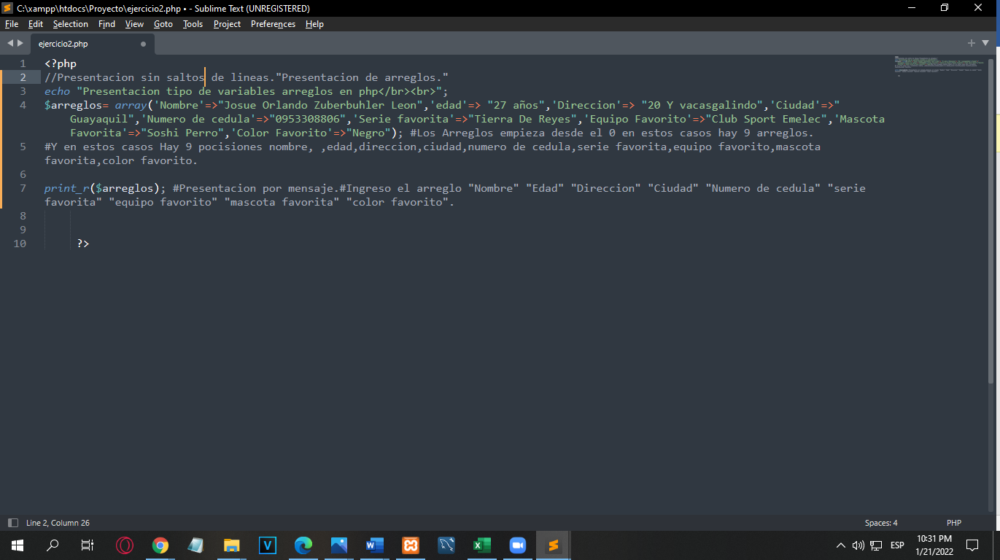 C:\xampp\htdocs\Proyecto\ejercicio2.php • - Sublime Text (UNREGISTERED)
File Edit Selection Find View Goto Tools Project Preferences Help
ejercicio2.php
1 <?php
2 //Presentacion sin saltos de lineas."Presentacion de arreglos."
3 echo "Presentacion tipo de variables arreglos en php</br><br>";
4 $arreglos= array('Nombre'=>"Josue Orlando Zuberbuhler Leon",'edad'=> "27 años",'Direccion'=> "20 Y vacasgalindo",'Ciudad'=>"
Guayaquil",'Numero de cedula'=>"0953308806",'Serie favorita'=>"Tierra De Reyes",'Equipo Favorito'=>"Club Sport Emelec",'Mascota
Favorita'=>"Soshi Perro",'Color Favorito'=>"Negro"); #Los Arreglos empieza desde el 0 en estos casos hay 9 arreglos.
5 #Y en estos casos Hay 9 pocisiones nombre, ,edad,direccion,ciudad,numero de cedula,serie favorita,equipo favorito,mascota
favorita,color favorito.
6
7 print_r($arreglos); #Presentacion por mensaje.#Ingreso el arreglo "Nombre" "Edad" "Direccion" "Ciudad" "Numero de cedula" "serie
favorita" "equipo favorito" "mascota favorita" "color favorito".
8
9
10 ?>
Line 2, Column 26
Spaces: 4
PHP
ESP
10:31 PM
1/21/2022